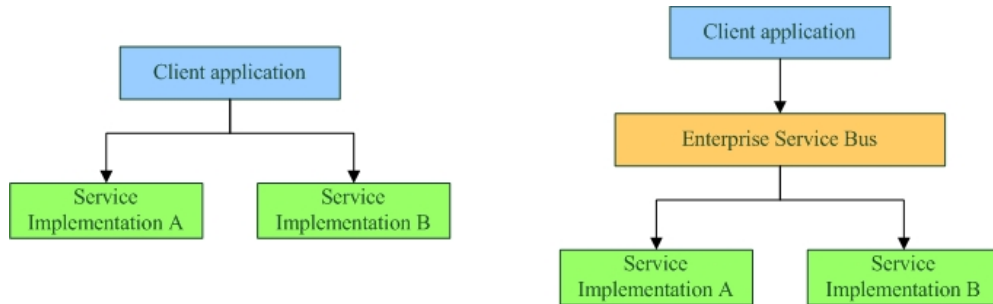 Client application
Service
Implementation A
Service
Implementation B
Client application
Enterprise Service Bus
Service
Implementation A
Service
Implementation B